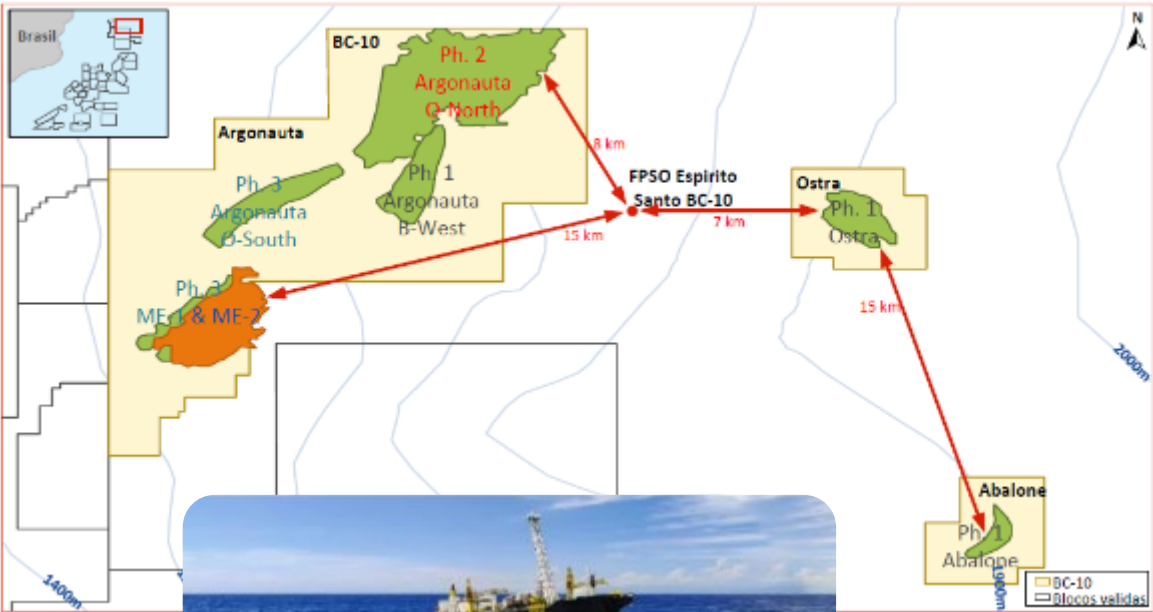 Brasil
N
BC-10
Ph. 2
Argonauta
O-North
Argonauta
8 km
Ph. 1
Argonauta
B-West
Ph. 3
Argonauta
O-South
FPSO Espirito
Santo BC-10
Ostra
Ph. 1
Ostra
7 km
15 km
Ph. 3
ME-1 & ME-2
15 km
2000m
Abalone
Ph. 1
Abalone
1400m
1900m
BC-10
Blocos validas